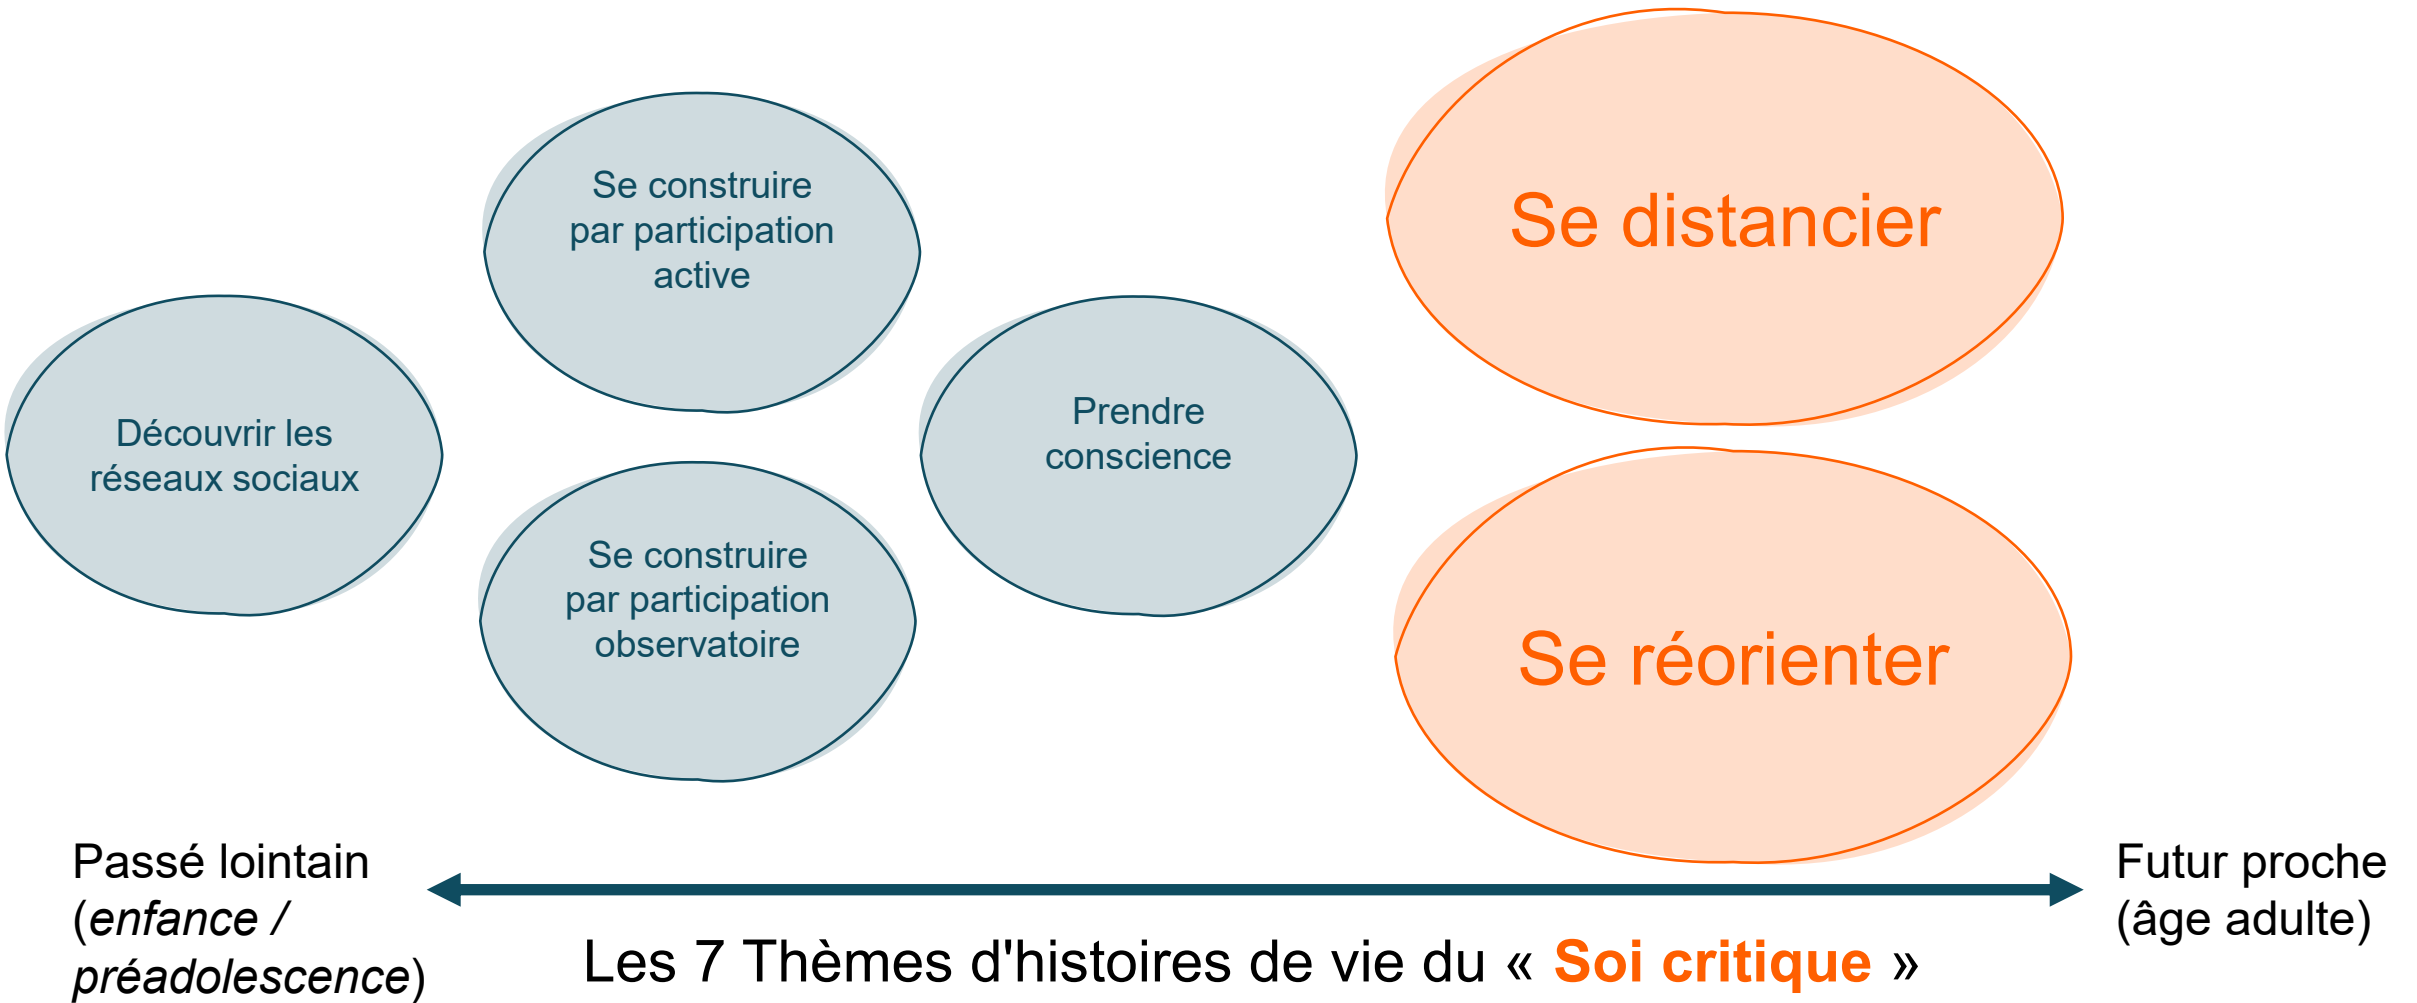 Découvrir les
réseaux sociaux
Se construire
par participation
active
Se construire
par participation
observatoire
Prendre
conscience
Se distancier
Se réorienter
Passé lointain
(enfance /
préadolescence)
Futur proche
(âge adulte)
Les 7 Thèmes d'histoires de vie du « Soi critique »